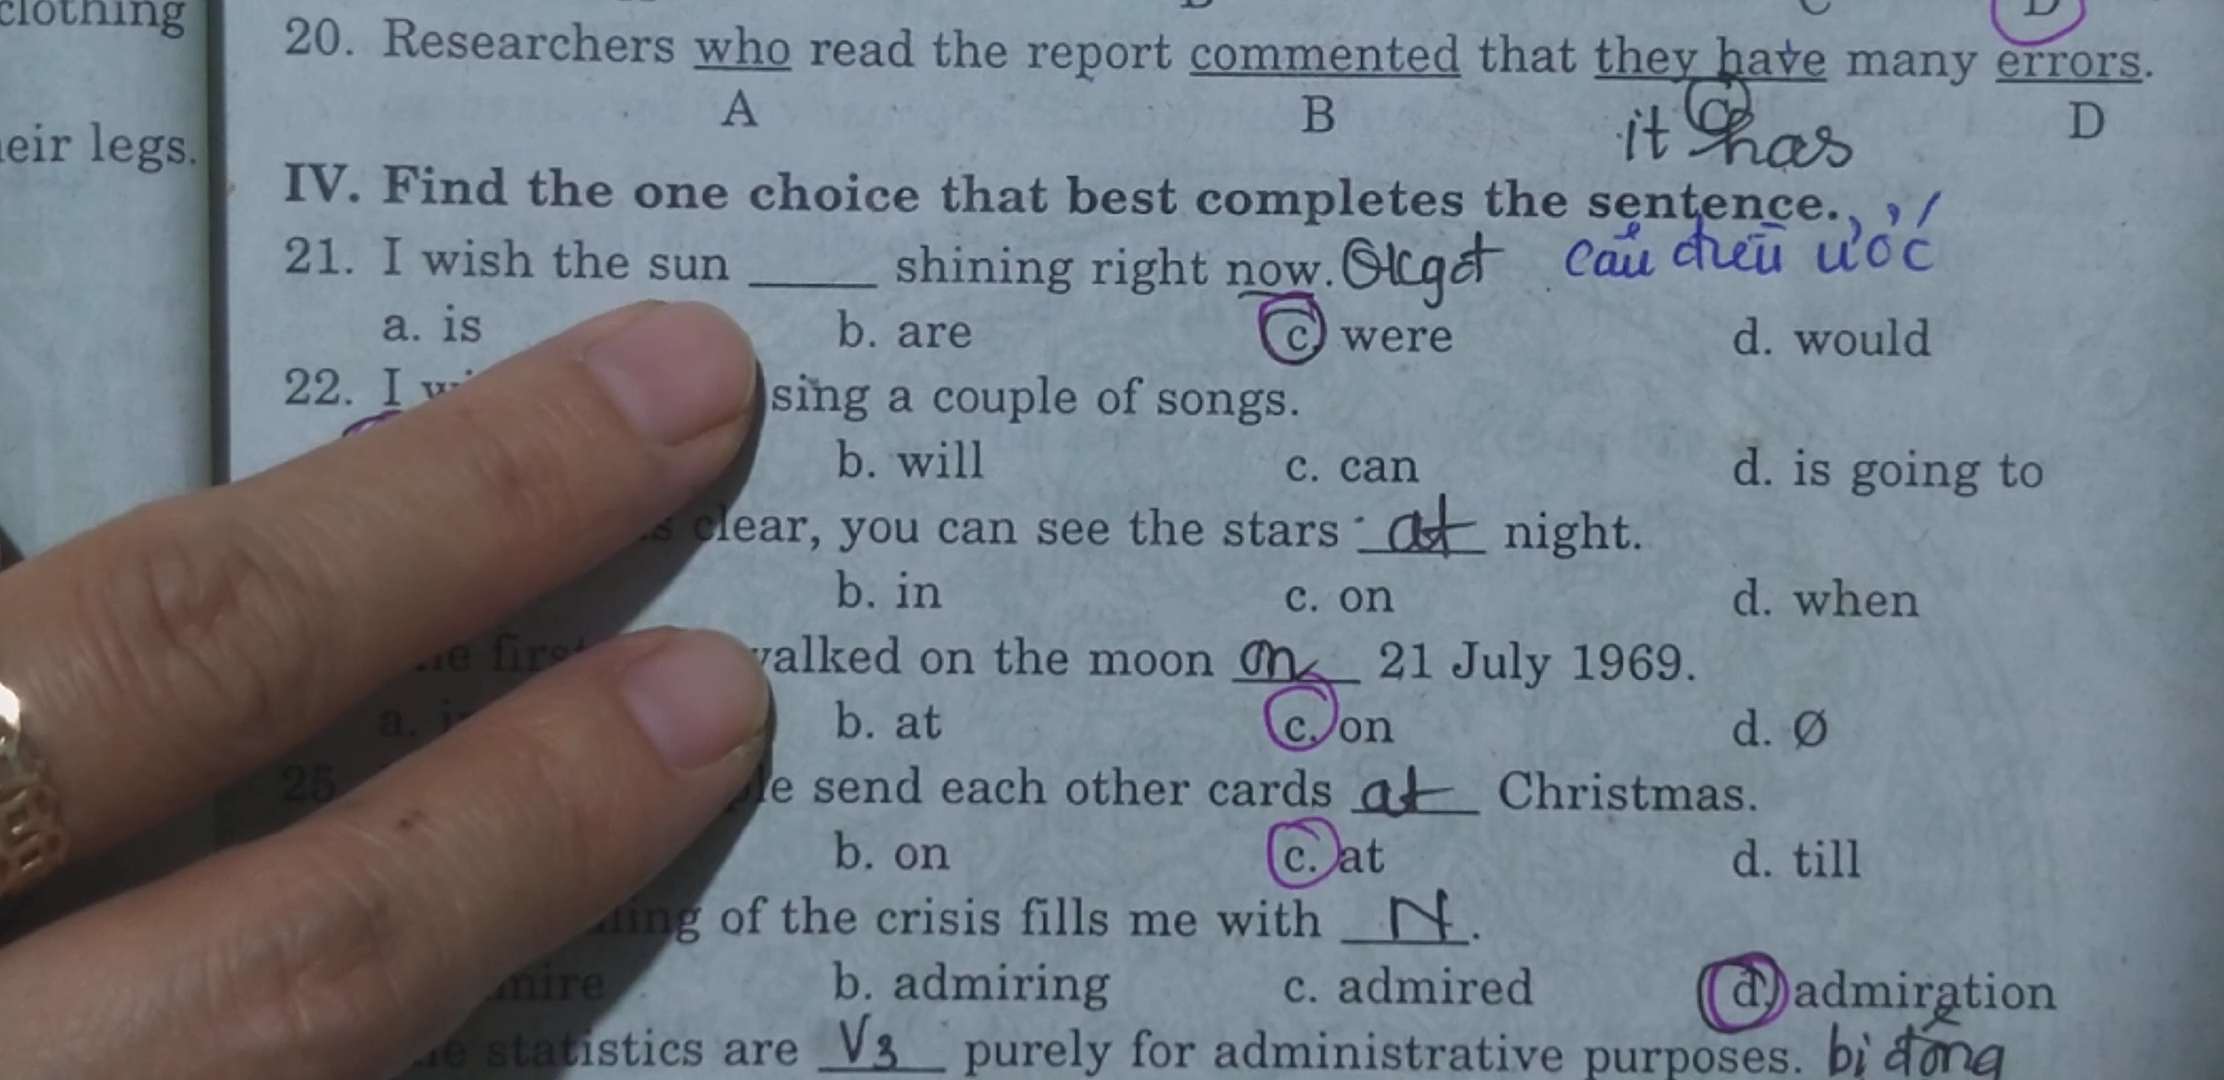 clothing
20. Researchers who read the report commented that they have many errors.
A B C D
it has
eir legs.
IV. Find the one choice that best completes the sentence.
21. I wish the sun ____ shining right now. câu điều ước
a. is b. are c. were d. would
22. I sing a couple of songs.
b. will c. can d. is going to
clear, you can see the stars at night.
b. in c. on d. when
first walked on the moon on 21 July 1969.
a. b. at c. on d. Ø
25. send each other cards at Christmas.
b. on c. at d. till
of the crisis fills me with N.
b. admiring c. admired d. admiration
statistics are V3 purely for administrative purposes. bị động